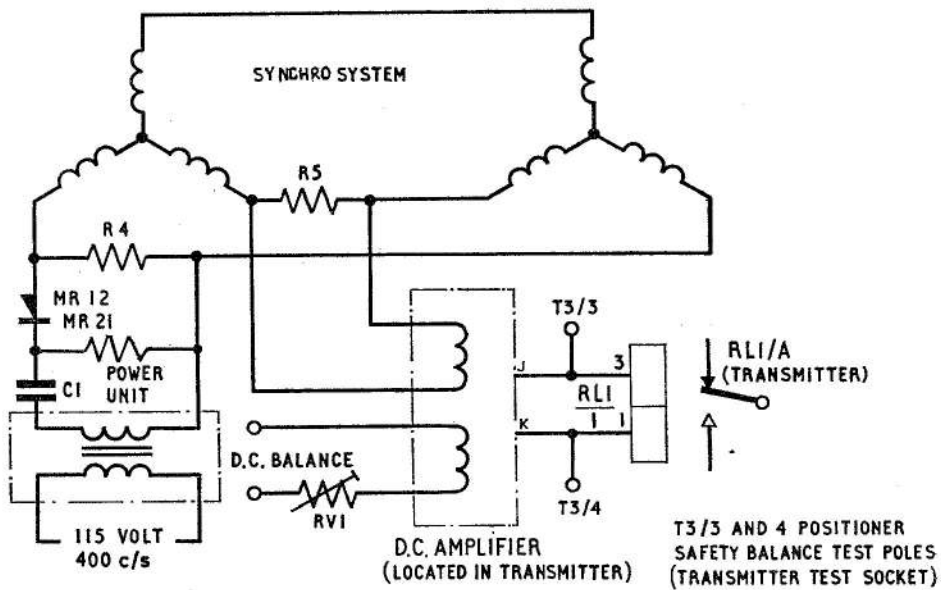 SYNCHRO SYSTEM
R5
R4
MR 12
MR 21
POWER
UNIT
C1
115 VOLT
400 c/s
D.C. BALANCE
RV1
J
K
D.C. AMPLIFIER
(LOCATED IN TRANSMITTER)
T3/3
3
RL1
1
1
T3/4
RL1/A
(TRANSMITTER)
T3/3 AND 4 POSITIONER
SAFETY BALANCE TEST POLES
(TRANSMITTER TEST SOCKET)